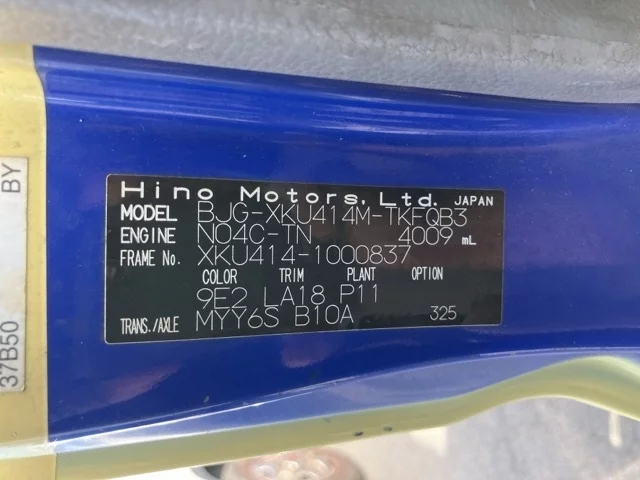 Hino Motors, Ltd. JAPAN
MODEL BJG-XKU414M-TKFQB3
ENGINE N04C-TN 4009 mL
FRAME No. XKU414-1000837
COLOR TRIM PLANT OPTION
9E2 LA18 P11
TRANS./AXLE MYY6S B10A 325
37B50 BY